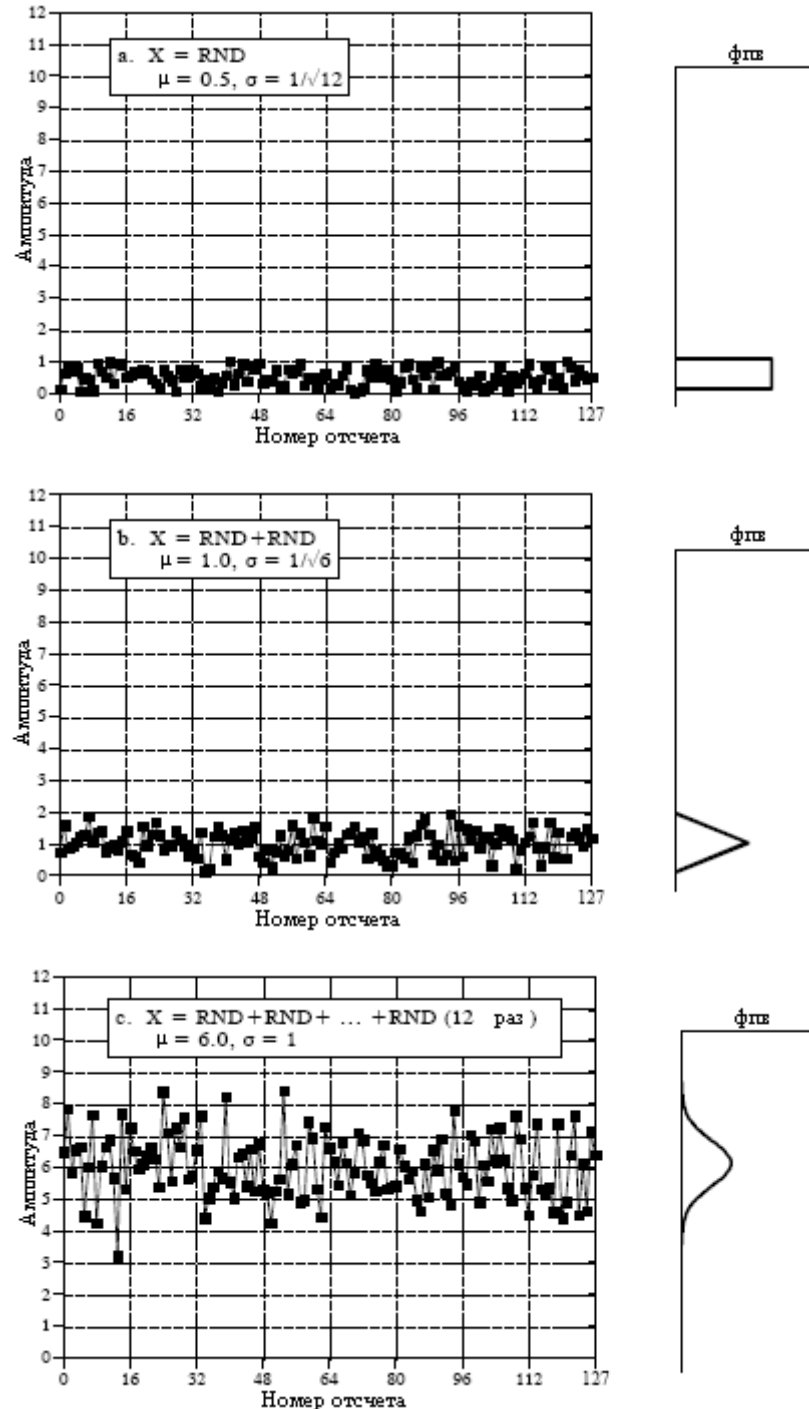 12
11
10
9
8
7
6
5
4
3
2
1
0
Амплитуда
a. X = RND
μ = 0.5, σ = 1/√12
0 16 32 48 64 80 96 112 127
Номер отсчета
фпв
12
11
10
9
8
7
6
5
4
3
2
1
0
Амплитуда
b. X = RND+RND
μ = 1.0, σ = 1/√6
0 16 32 48 64 80 96 112 127
Номер отсчета
фпв
12
11
10
9
8
7
6
5
4
3
2
1
0
Амплитуда
c. X = RND+RND+ ... +RND (12 раз)
μ = 6.0, σ = 1
0 16 32 48 64 80 96 112 127
Номер отсчета
фпв